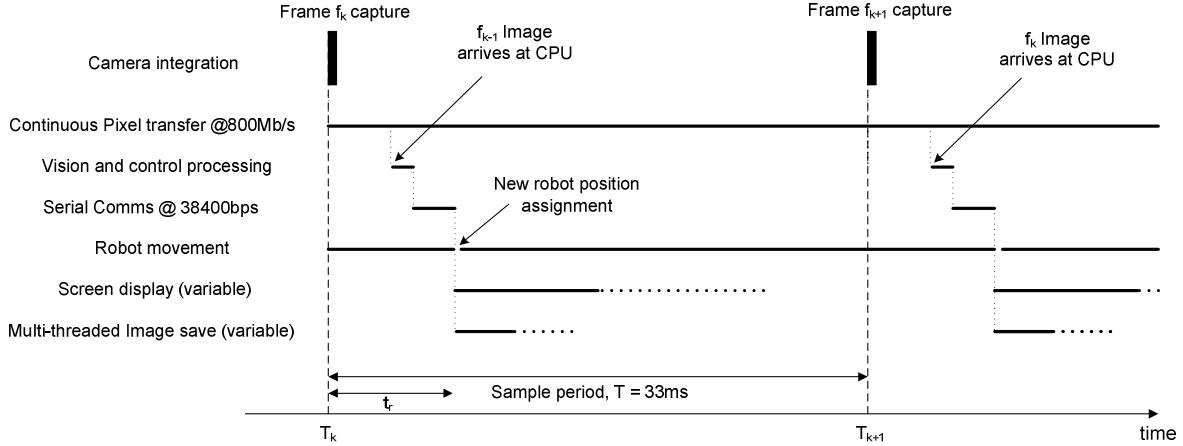 Frame fk capture
Frame fk+1 capture
fk-1 Image
arrives at CPU
fk Image
arrives at CPU
Camera integration
Continuous Pixel transfer @800Mb/s
Vision and control processing
New robot position
assignment
Serial Comms @ 38400bps
Robot movement
Screen display (variable)
Multi-threaded Image save (variable)
Sample period, T = 33ms
tr
Tk
Tk+1
time